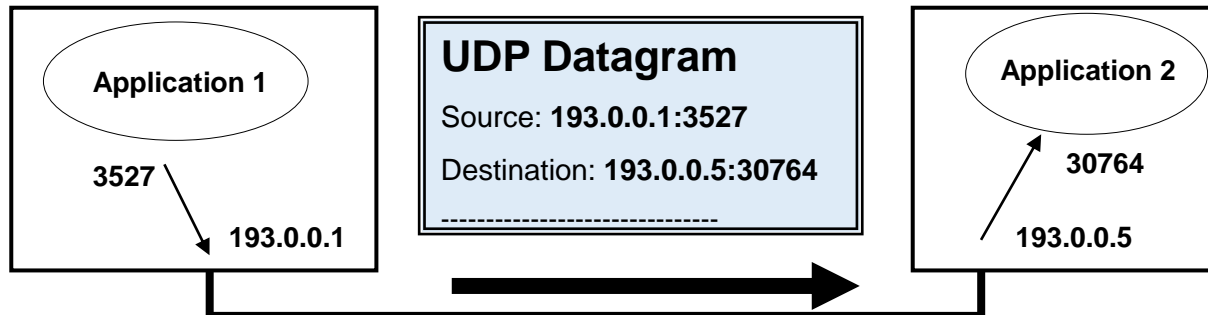 Application 1
3527
193.0.0.1
UDP Datagram
Source: 193.0.0.1:3527
Destination: 193.0.0.5:30764
-------------------------------
Application 2
30764
193.0.0.5